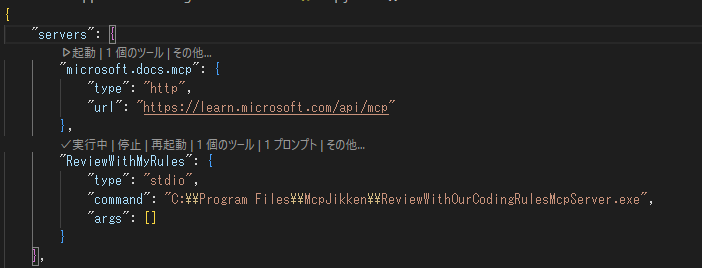 {
"servers": {
▷起動 | 1 個のツール | その他...
"microsoft.docs.mcp": {
"type": "http",
"url": "https://learn.microsoft.com/api/mcp"
},
✓実行中 | 停止 | 再起動 | 1 個のツール | 1 プロンプト | その他...
"ReviewWithMyRules": {
"type": "stdio",
"command": "C:\\Program Files\\McpJikken\\ReviewWithOurCodingRulesMcpServer.exe",
"args": []
}
},